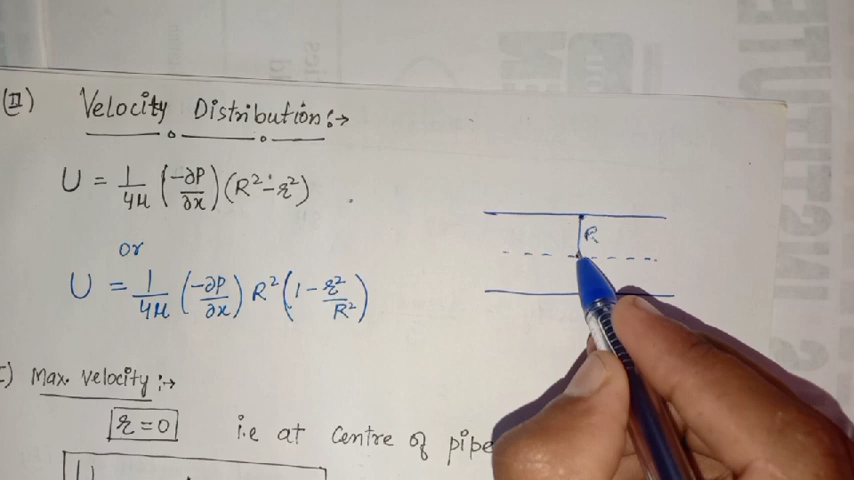 (II) Velocity Distribution:→
U = 1/4μ (-∂P/∂x) (R² - r²)
or
U = 1/4μ (-∂P/∂x) R² (1 - r²/R²)
R
Max. velocity:→
r = 0 i.e at centre of pipe
U